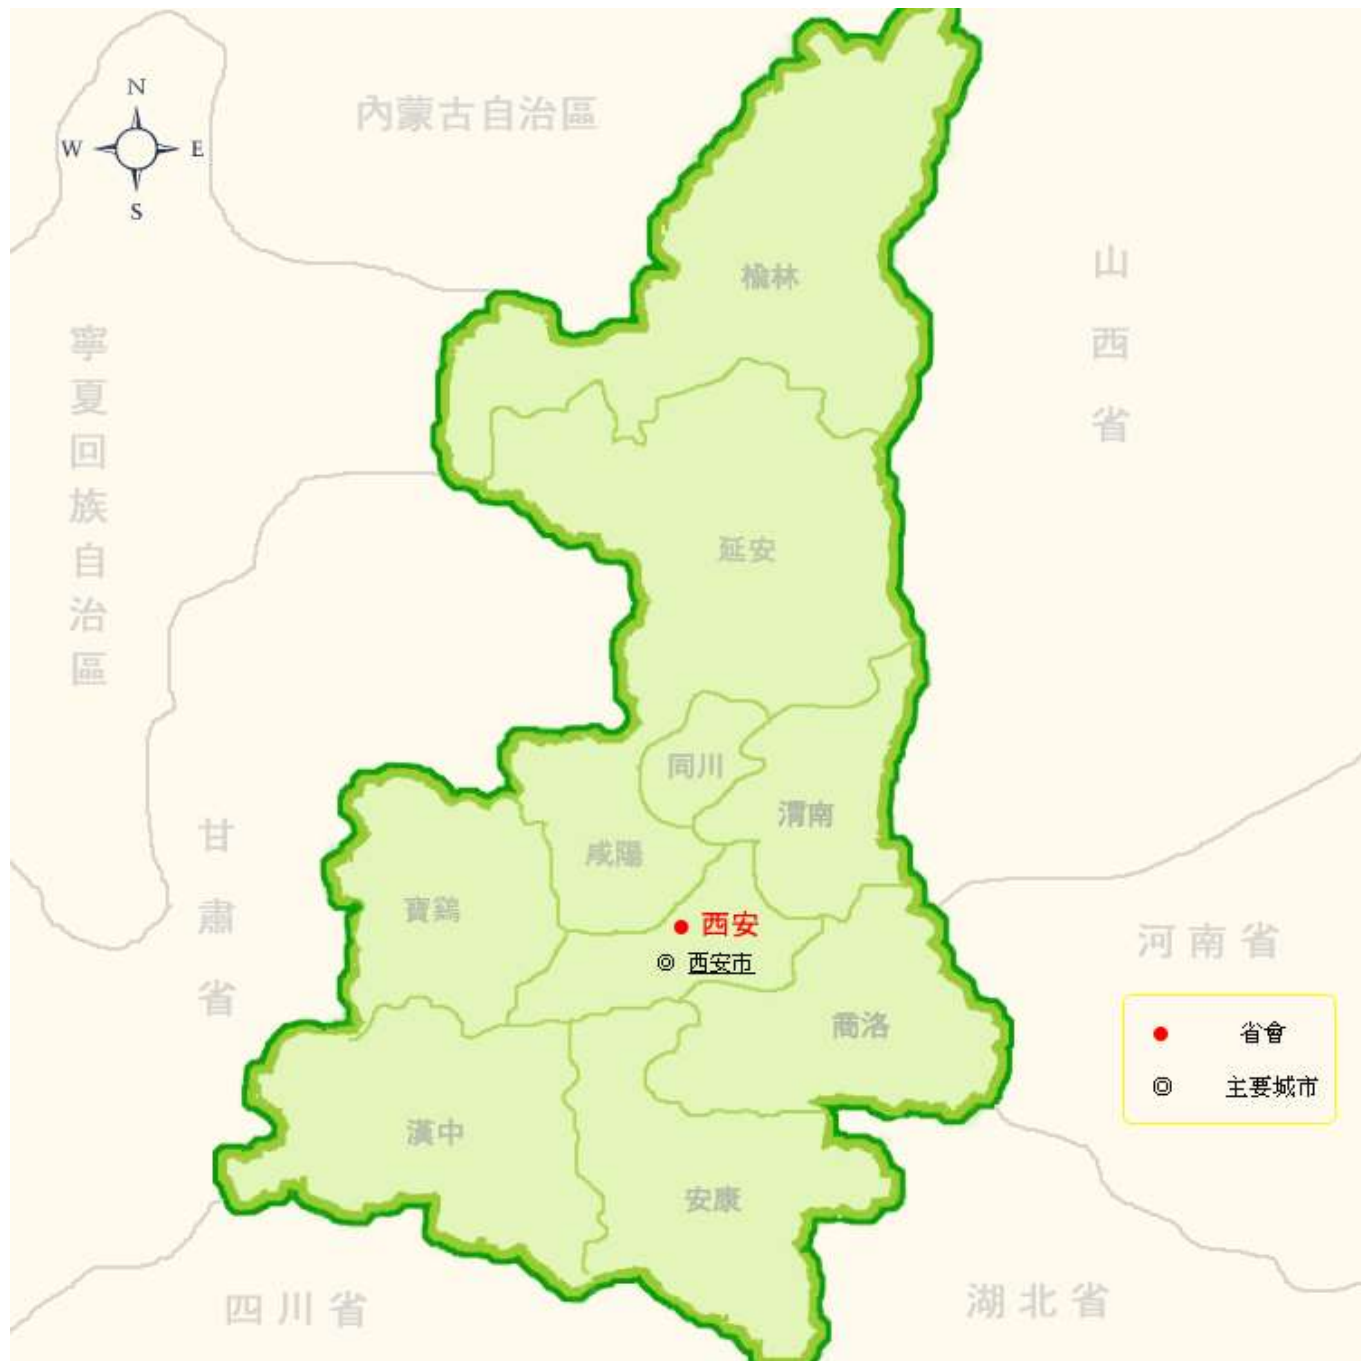 N
W
E
S
內蒙古自治區
山西省
寧夏回族自治區
榆林
延安
同川
渭南
咸陽
甘肅省
寶鷄
西安
西安市
河南省
商洛
省會
主要城市
漢中
安康
四川省
湖北省